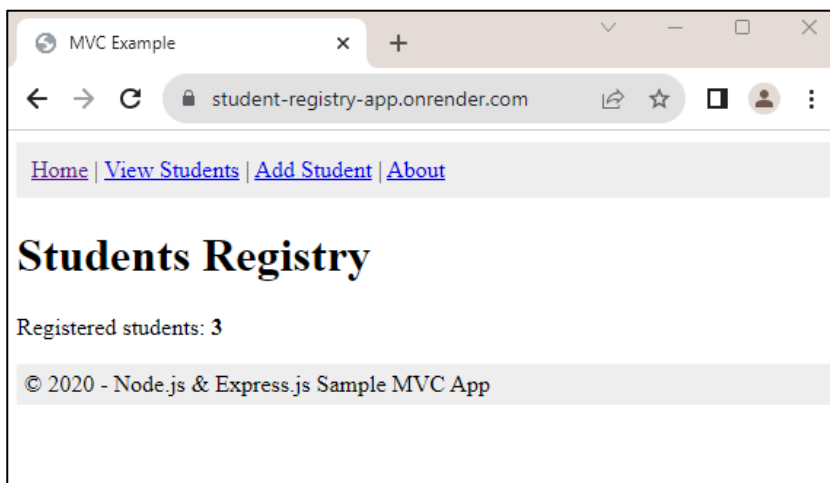 MVC Example
student-registry-app.onrender.com
Home | View Students | Add Student | About
Students Registry
Registered students: 3
© 2020 - Node.js & Express.js Sample MVC App